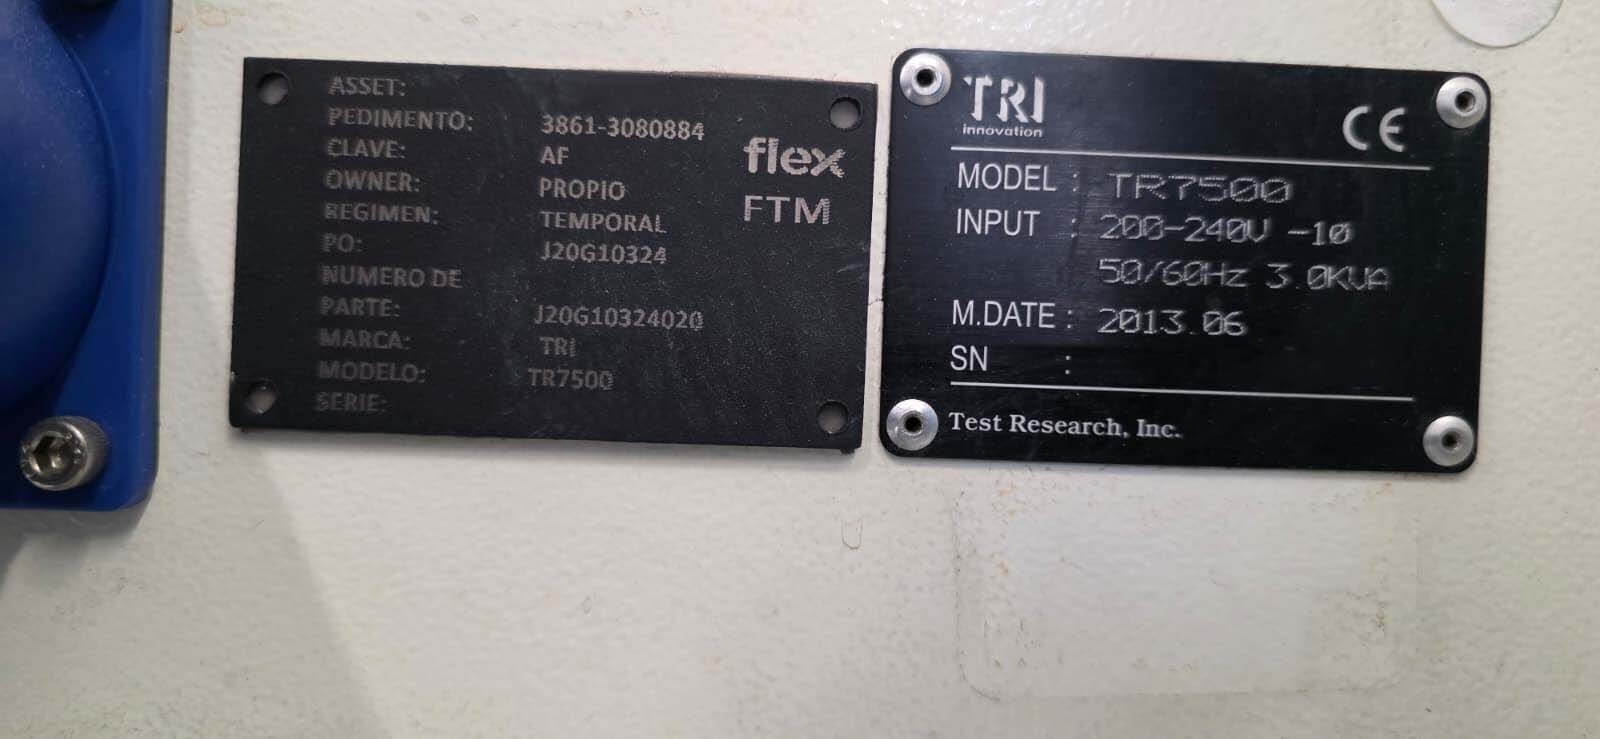 ASSET:
PEDIMENTO: 3861-3080884
CLAVE: AF
OWNER: PROPIO
REGIMEN: TEMPORAL
PO: J20G10324
NUMERO DE
PARTE: J20G10324020
MARCA: TRI
MODELO: TR7500
SERIE:
flex
FTM
TRI
innovation
CE
MODEL : TR7500
INPUT : 200-240V -1Ø
50/60Hz 3.0KVA
M.DATE : 2013.06
SN :
Test Research, Inc.